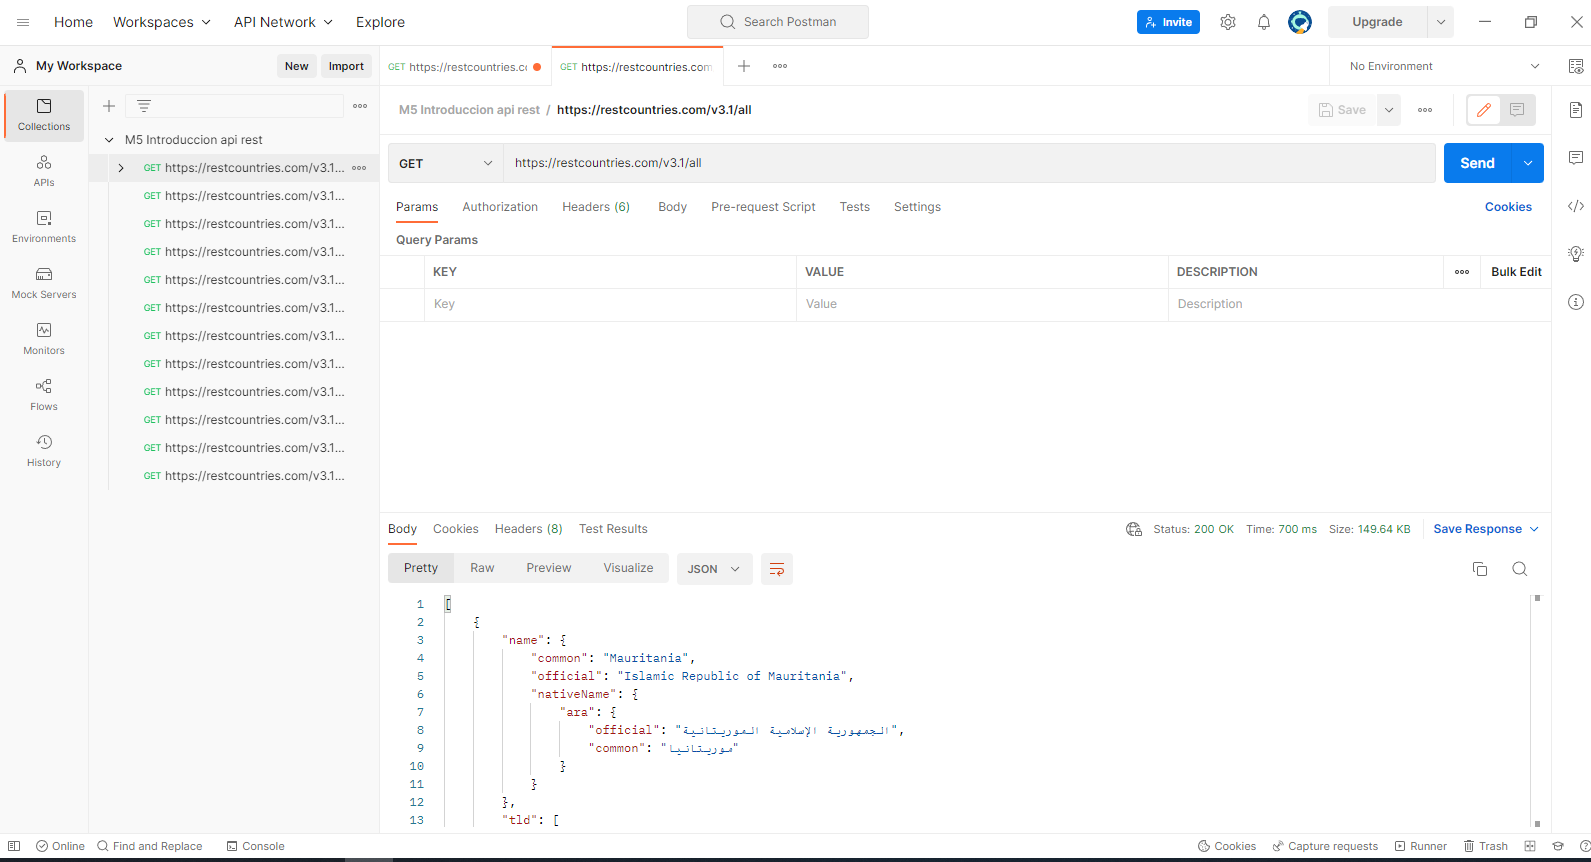 Home Workspaces API Network Explore Search Postman Invite Upgrade
My Workspace New Import GET https://restcountries.cc GET https://restcountries.com No Environment
Collections
APIs
Environments
Mock Servers
Monitors
Flows
History
M5 Introduccion api rest
GET https://restcountries.com/v3.1...
GET https://restcountries.com/v3.1...
GET https://restcountries.com/v3.1...
GET https://restcountries.com/v3.1...
GET https://restcountries.com/v3.1...
GET https://restcountries.com/v3.1...
GET https://restcountries.com/v3.1...
GET https://restcountries.com/v3.1...
GET https://restcountries.com/v3.1...
GET https://restcountries.com/v3.1...
GET https://restcountries.com/v3.1...
GET https://restcountries.com/v3.1...
M5 Introduccion api rest / https://restcountries.com/v3.1/all Save
GET https://restcountries.com/v3.1/all Send
Params Authorization Headers (6) Body Pre-request Script Tests Settings Cookies
Query Params
KEY VALUE DESCRIPTION Bulk Edit
Key Value Description
Body Cookies Headers (8) Test Results Status: 200 OK Time: 700 ms Size: 149.64 KB Save Response
Pretty Raw Preview Visualize JSON
1 [
2 {
3 "name": {
4 "common": "Mauritania",
5 "official": "Islamic Republic of Mauritania",
6 "nativeName": {
7 "ara": {
8 "official": "الجمهورية الإسلامية الموريتانية",
9 "common": "موريتانيا"
10 }
11 }
12 },
13 "tld": [
Online Find and Replace Console Cookies Capture requests Runner Trash